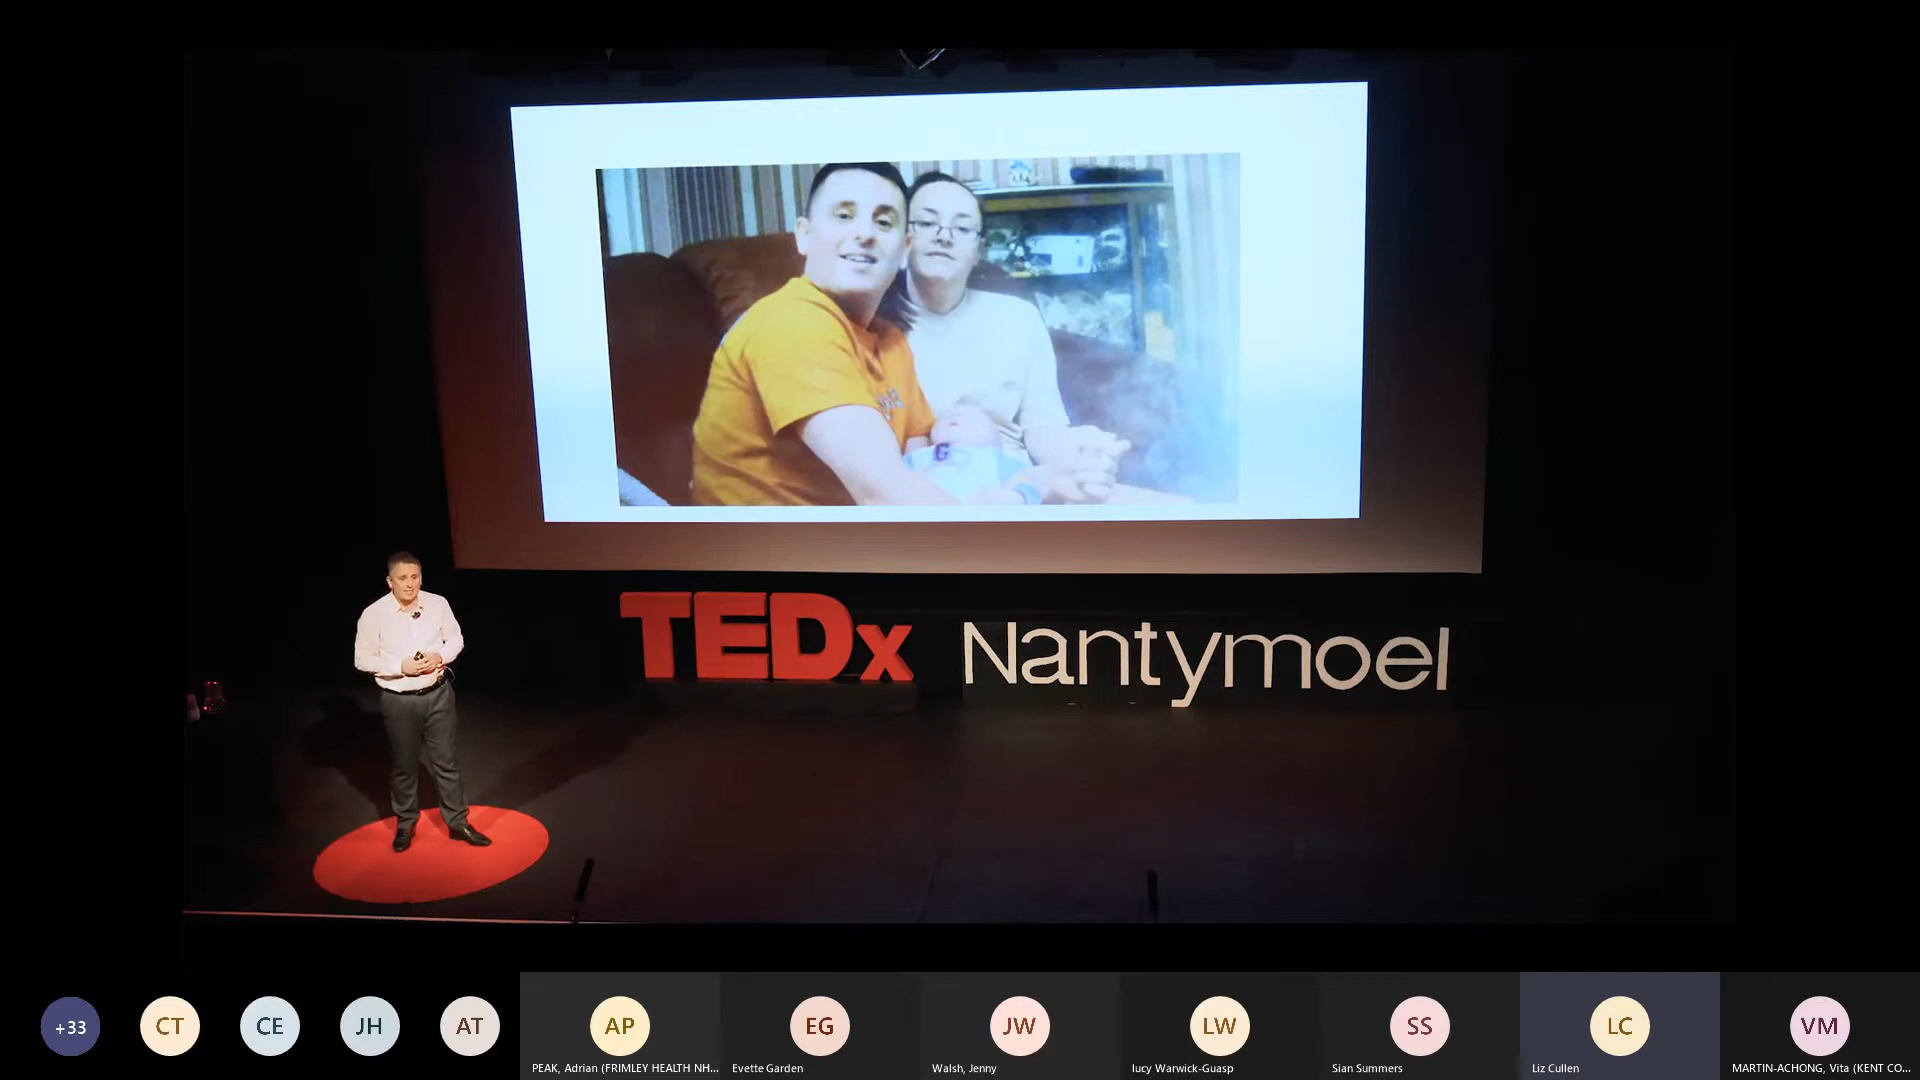 TEDx Nantymoel
+33
CT
CE
JH
AT
AP
EG
JW
LW
SS
LC
VM
PEAK, Adrian (FRIMLEY HEALTH NH...
Evette Garden
Walsh, Jenny
lucy Warwick-Guasp
Sian Summers
Liz Cullen
MARTIN-ACHONG, Vita (KENT CO...